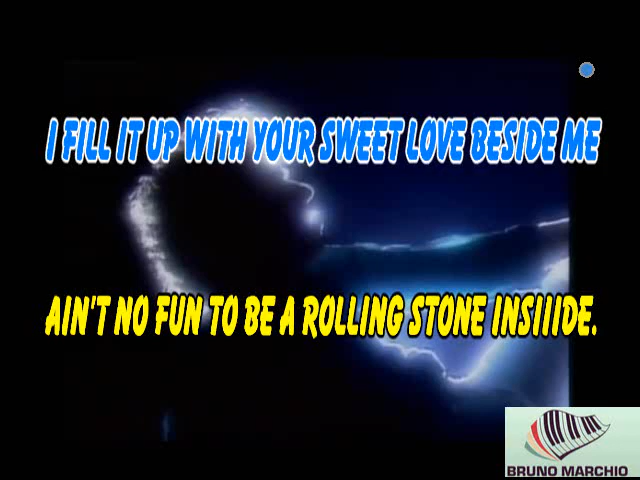 I FILL IT UP WITH YOUR SWEET LOVE BESIDE ME
AIN'T NO FUN TO BE A ROLLING STONE INSIIIDE.
BRUNO MARCHIO